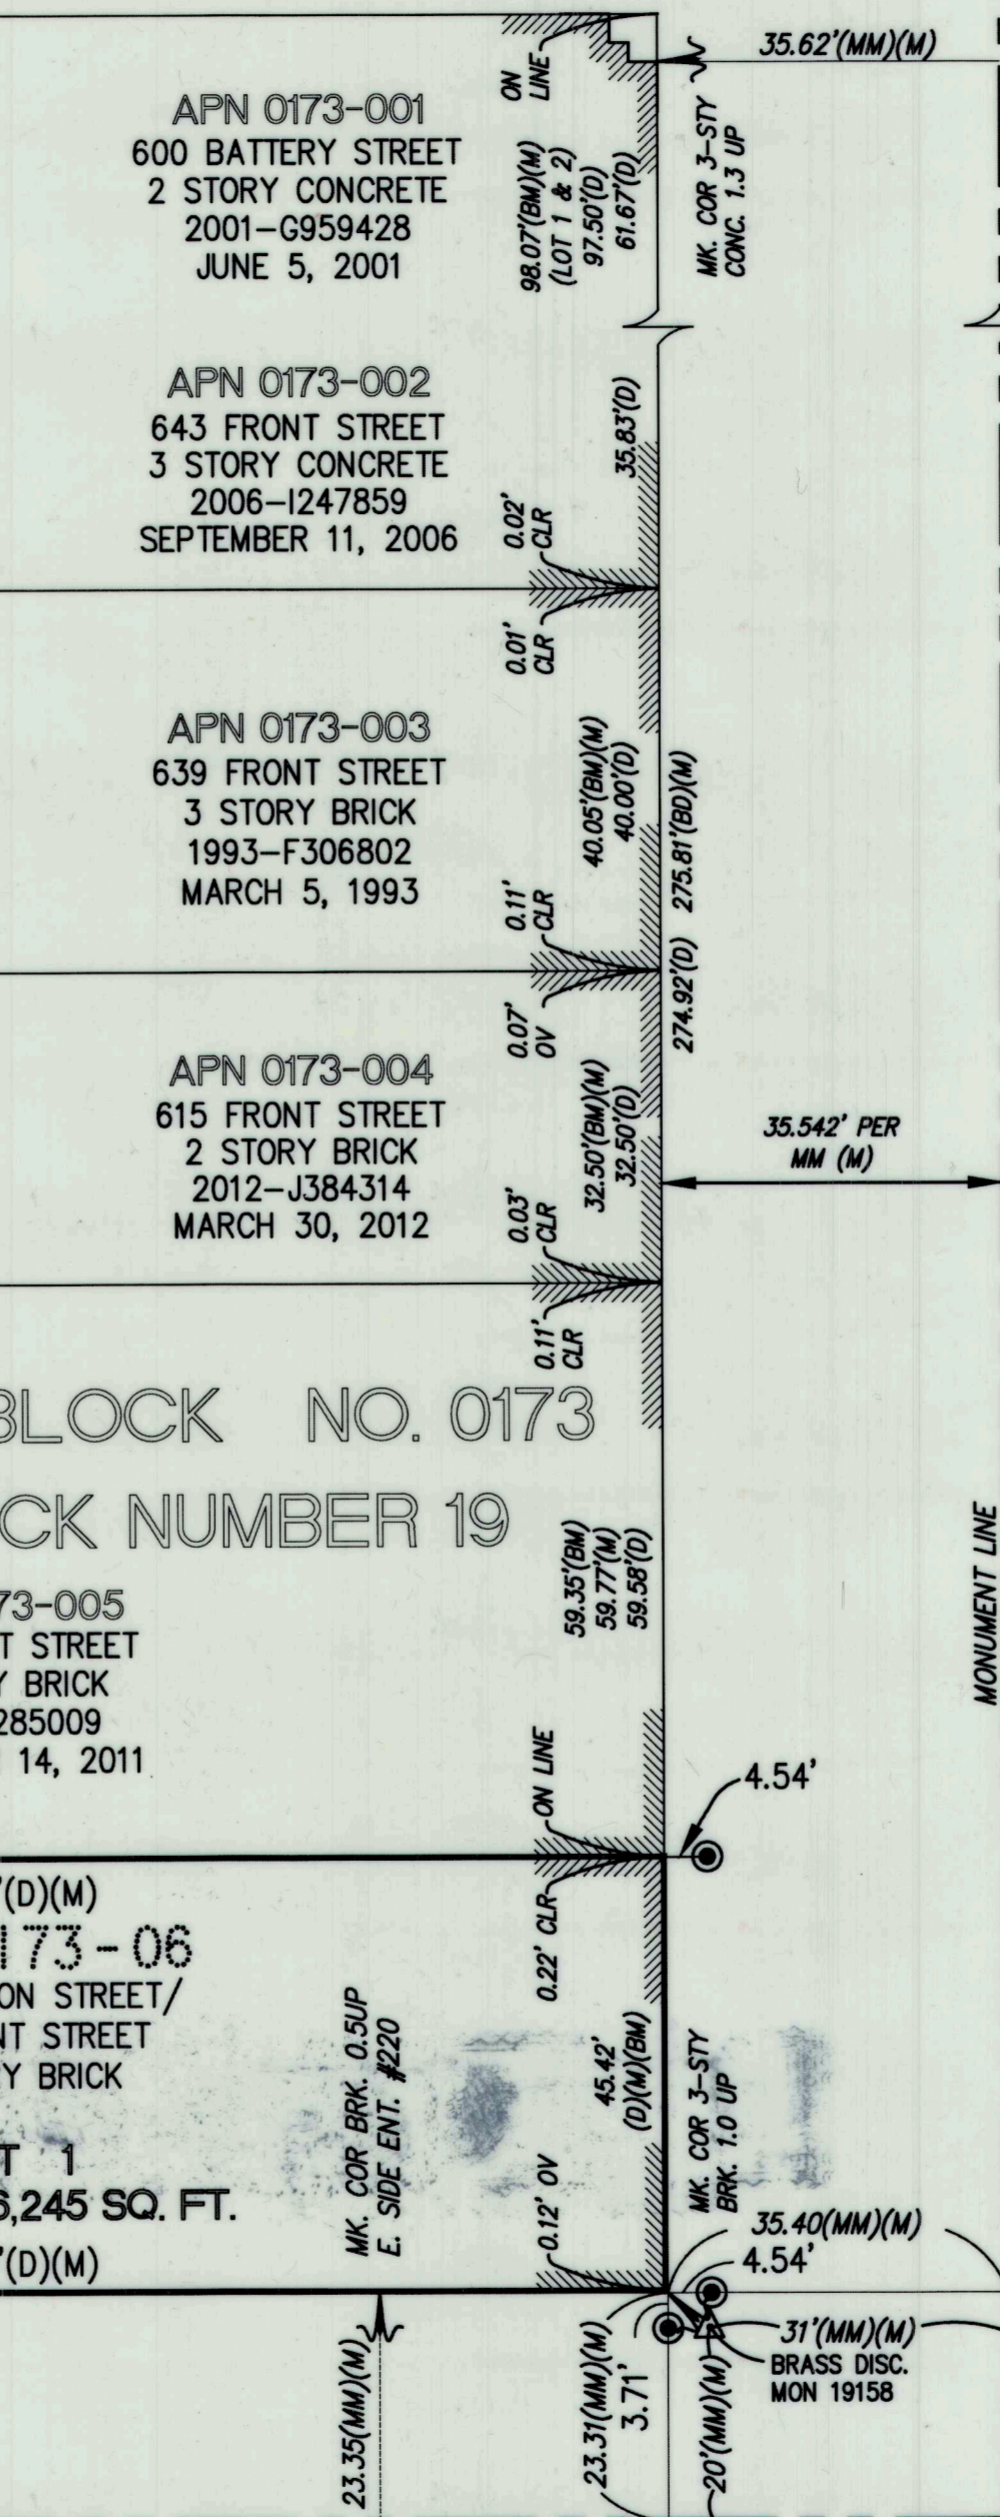 35.62'(MM)(M)
ON
LINE
APN 0173-001
600 BATTERY STREET
2 STORY CONCRETE
2001-G959428
JUNE 5, 2001
98.07'(BM)(M)
(LOT 1 & 2)
97.50'(D)
61.67'(D)
MK. COR 3-STY
CONC. 1.3 UP
APN 0173-002
643 FRONT STREET
3 STORY CONCRETE
2006-I247859
SEPTEMBER 11, 2006
35.83'(D)
0.02'
CLR
0.01'
CLR
APN 0173-003
639 FRONT STREET
3 STORY BRICK
1993-F306802
MARCH 5, 1993
40.05'(BM)(M)
40.00'(D)
274.92'(D) 275.81'(BD)(M)
0.11'
CLR
0.07'
OV
APN 0173-004
615 FRONT STREET
2 STORY BRICK
2012-J384314
MARCH 30, 2012
32.50'(BM)(M)
32.50'(D)
35.542' PER
MM (M)
0.03'
CLR
0.11'
CLR
BLOCK NO. 0173
CK NUMBER 19
73-005
T STREET
Y BRICK
285009
14, 2011
59.35'(BM)
59.77'(M)
59.58'(D)
MONUMENT LINE
ON LINE
4.54'
0.22' CLR
'(D)(M)
173-06
ON STREET/
NT STREET
Y BRICK
T 1
6,245 SQ. FT.
'(D)(M)
MK. COR BRK. 0.5UP
E. SIDE ENT. #220
45.42'
(D)(M)(BM)
MK. COR 3-STY
BRK. 1.0 UP
0.12' OV
35.40(MM)(M)
4.54'
31'(MM)(M)
BRASS DISC.
MON 19158
23.35(MM)(M)
23.31(MM)(M)
3.71'
20'(MM)(M)